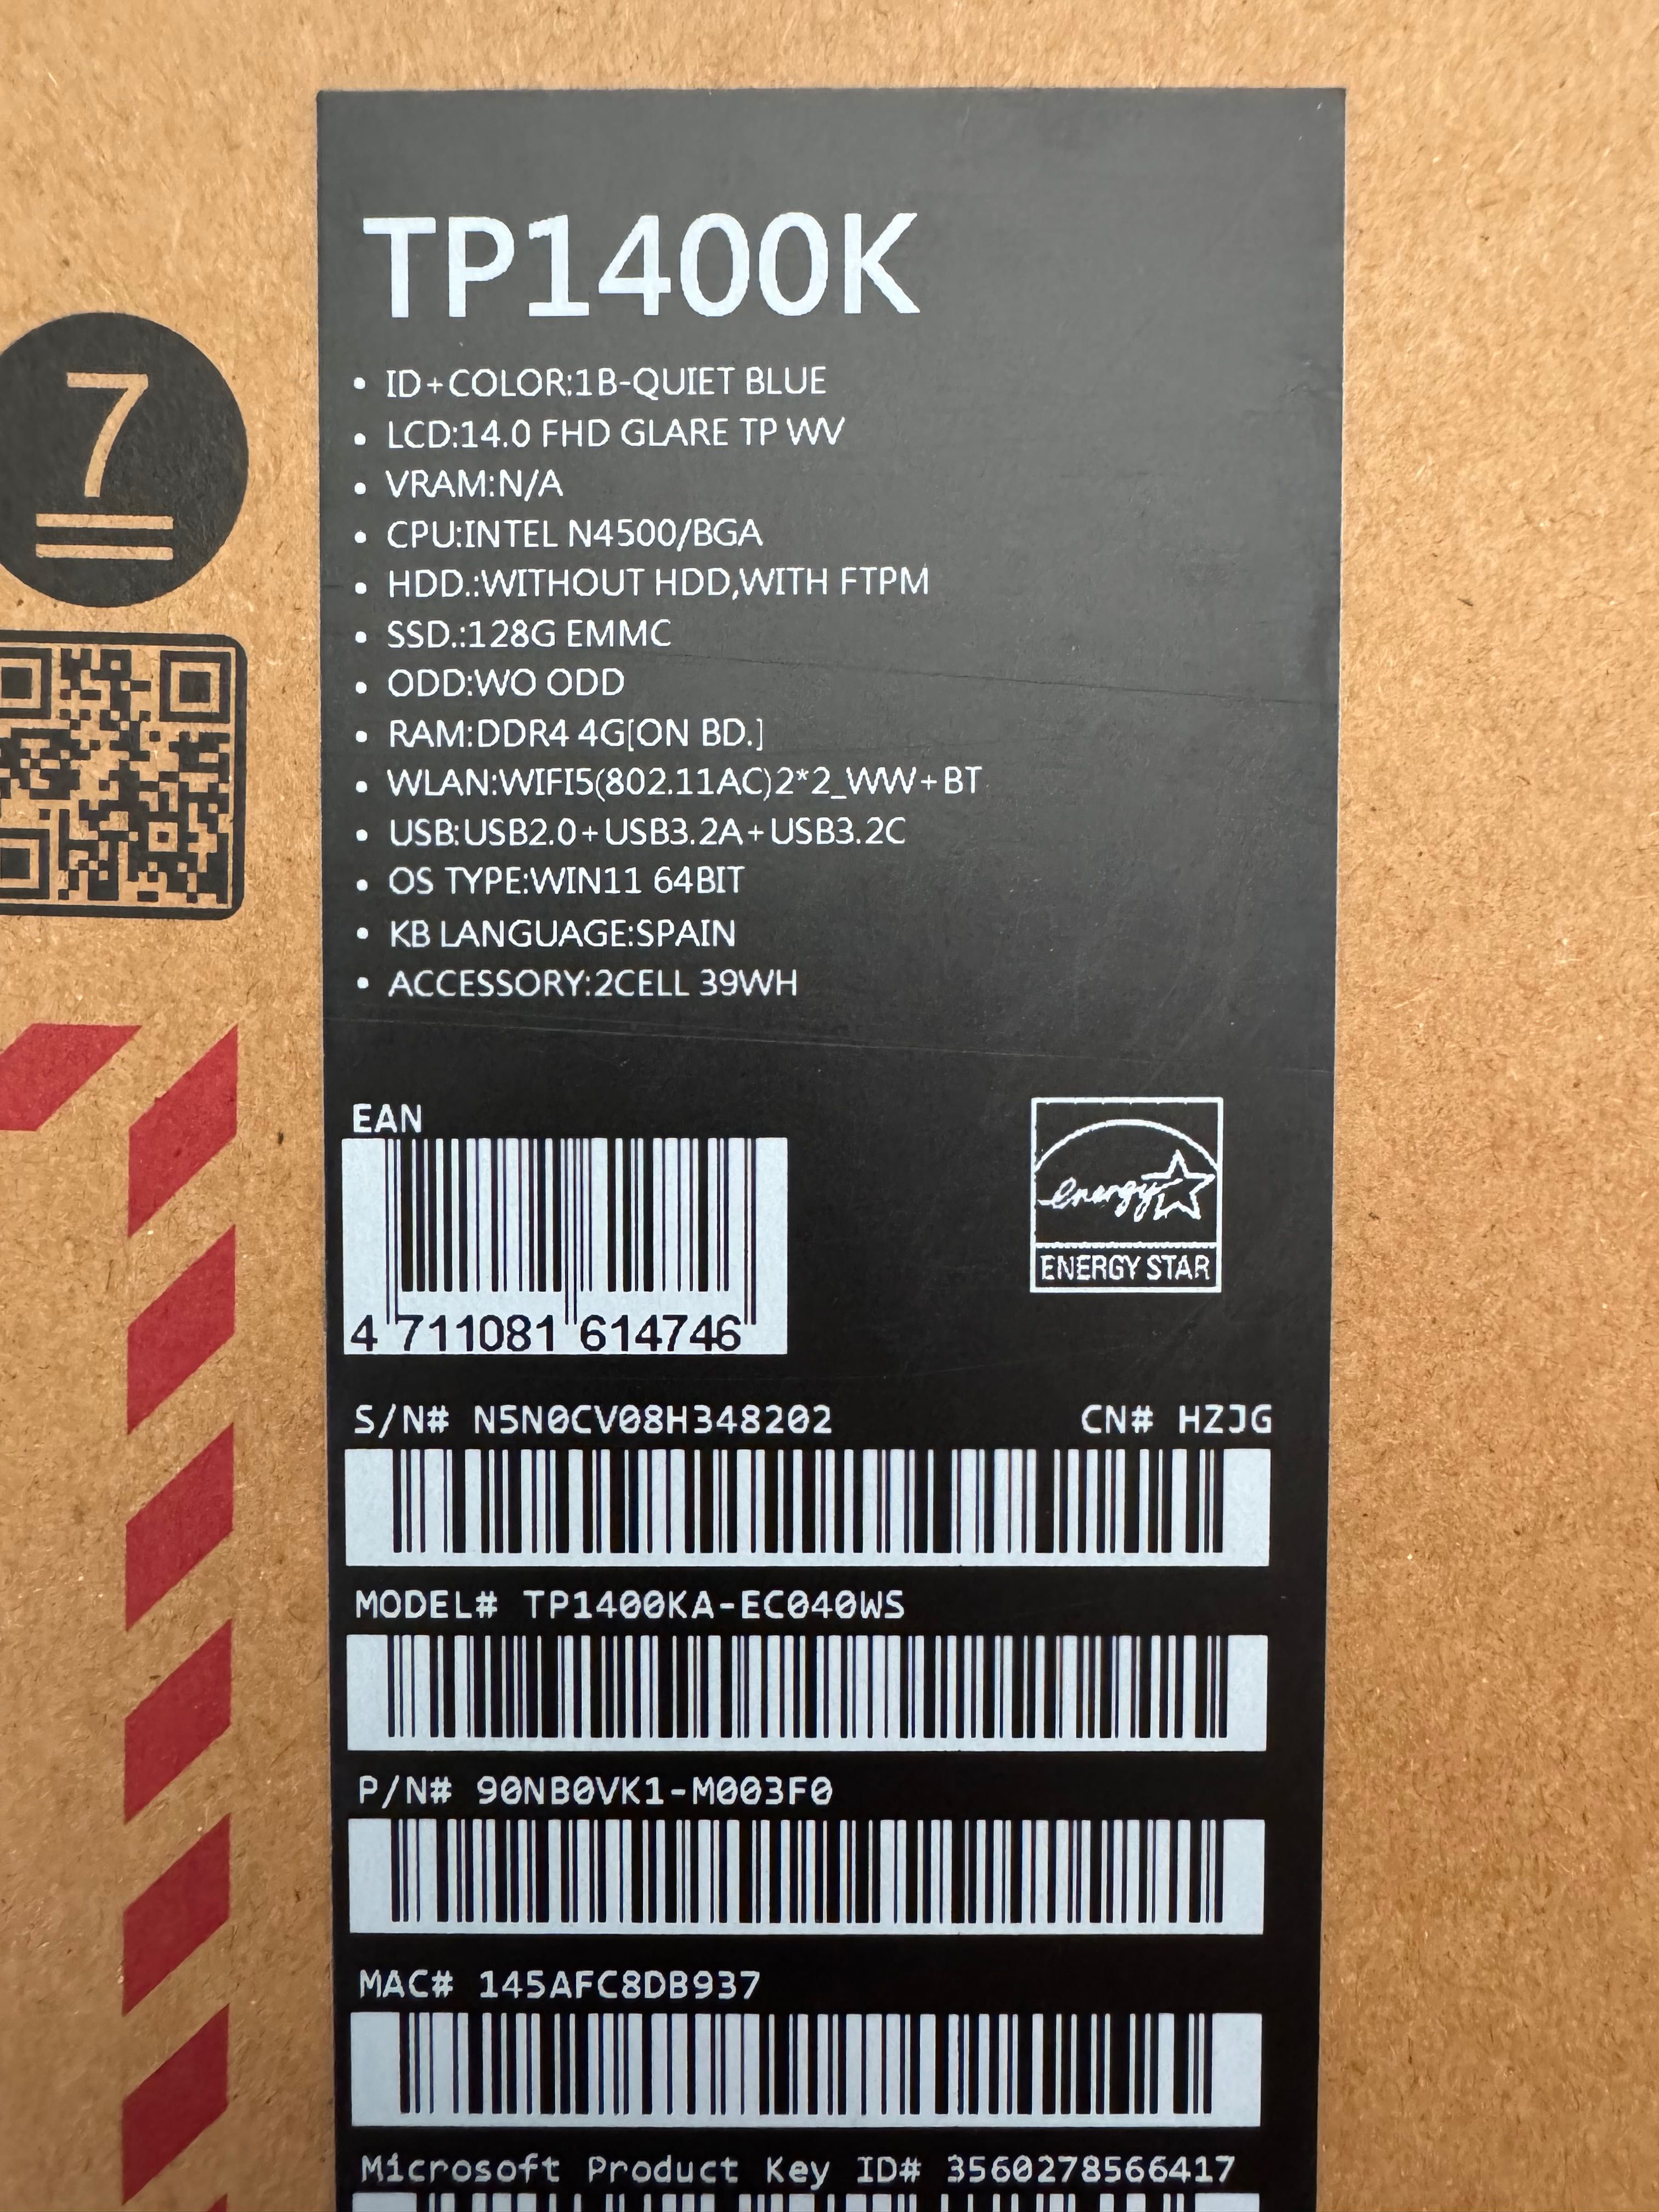 TP1400K
7
• ID+COLOR:1B-QUIET BLUE
• LCD:14.0 FHD GLARE TP WV
• VRAM:N/A
• CPU:INTEL N4500/BGA
• HDD.:WITHOUT HDD,WITH FTPM
• SSD.:128G EMMC
• ODD:WO ODD
• RAM:DDR4 4G[ON BD.]
• WLAN:WIFI5(802.11AC)2*2_WW+BT
• USB:USB2.0+USB3.2A+USB3.2C
• OS TYPE:WIN11 64BIT
• KB LANGUAGE:SPAIN
• ACCESSORY:2CELL 39WH
EAN
energy
ENERGY STAR
4 711081 614746
S/N# N5N0CV08H348202 CN# HZJG
MODEL# TP1400KA-EC040WS
P/N# 90NB0VK1-M003F0
MAC# 145AFC8DB937
Microsoft Product Key ID# 3560278566417